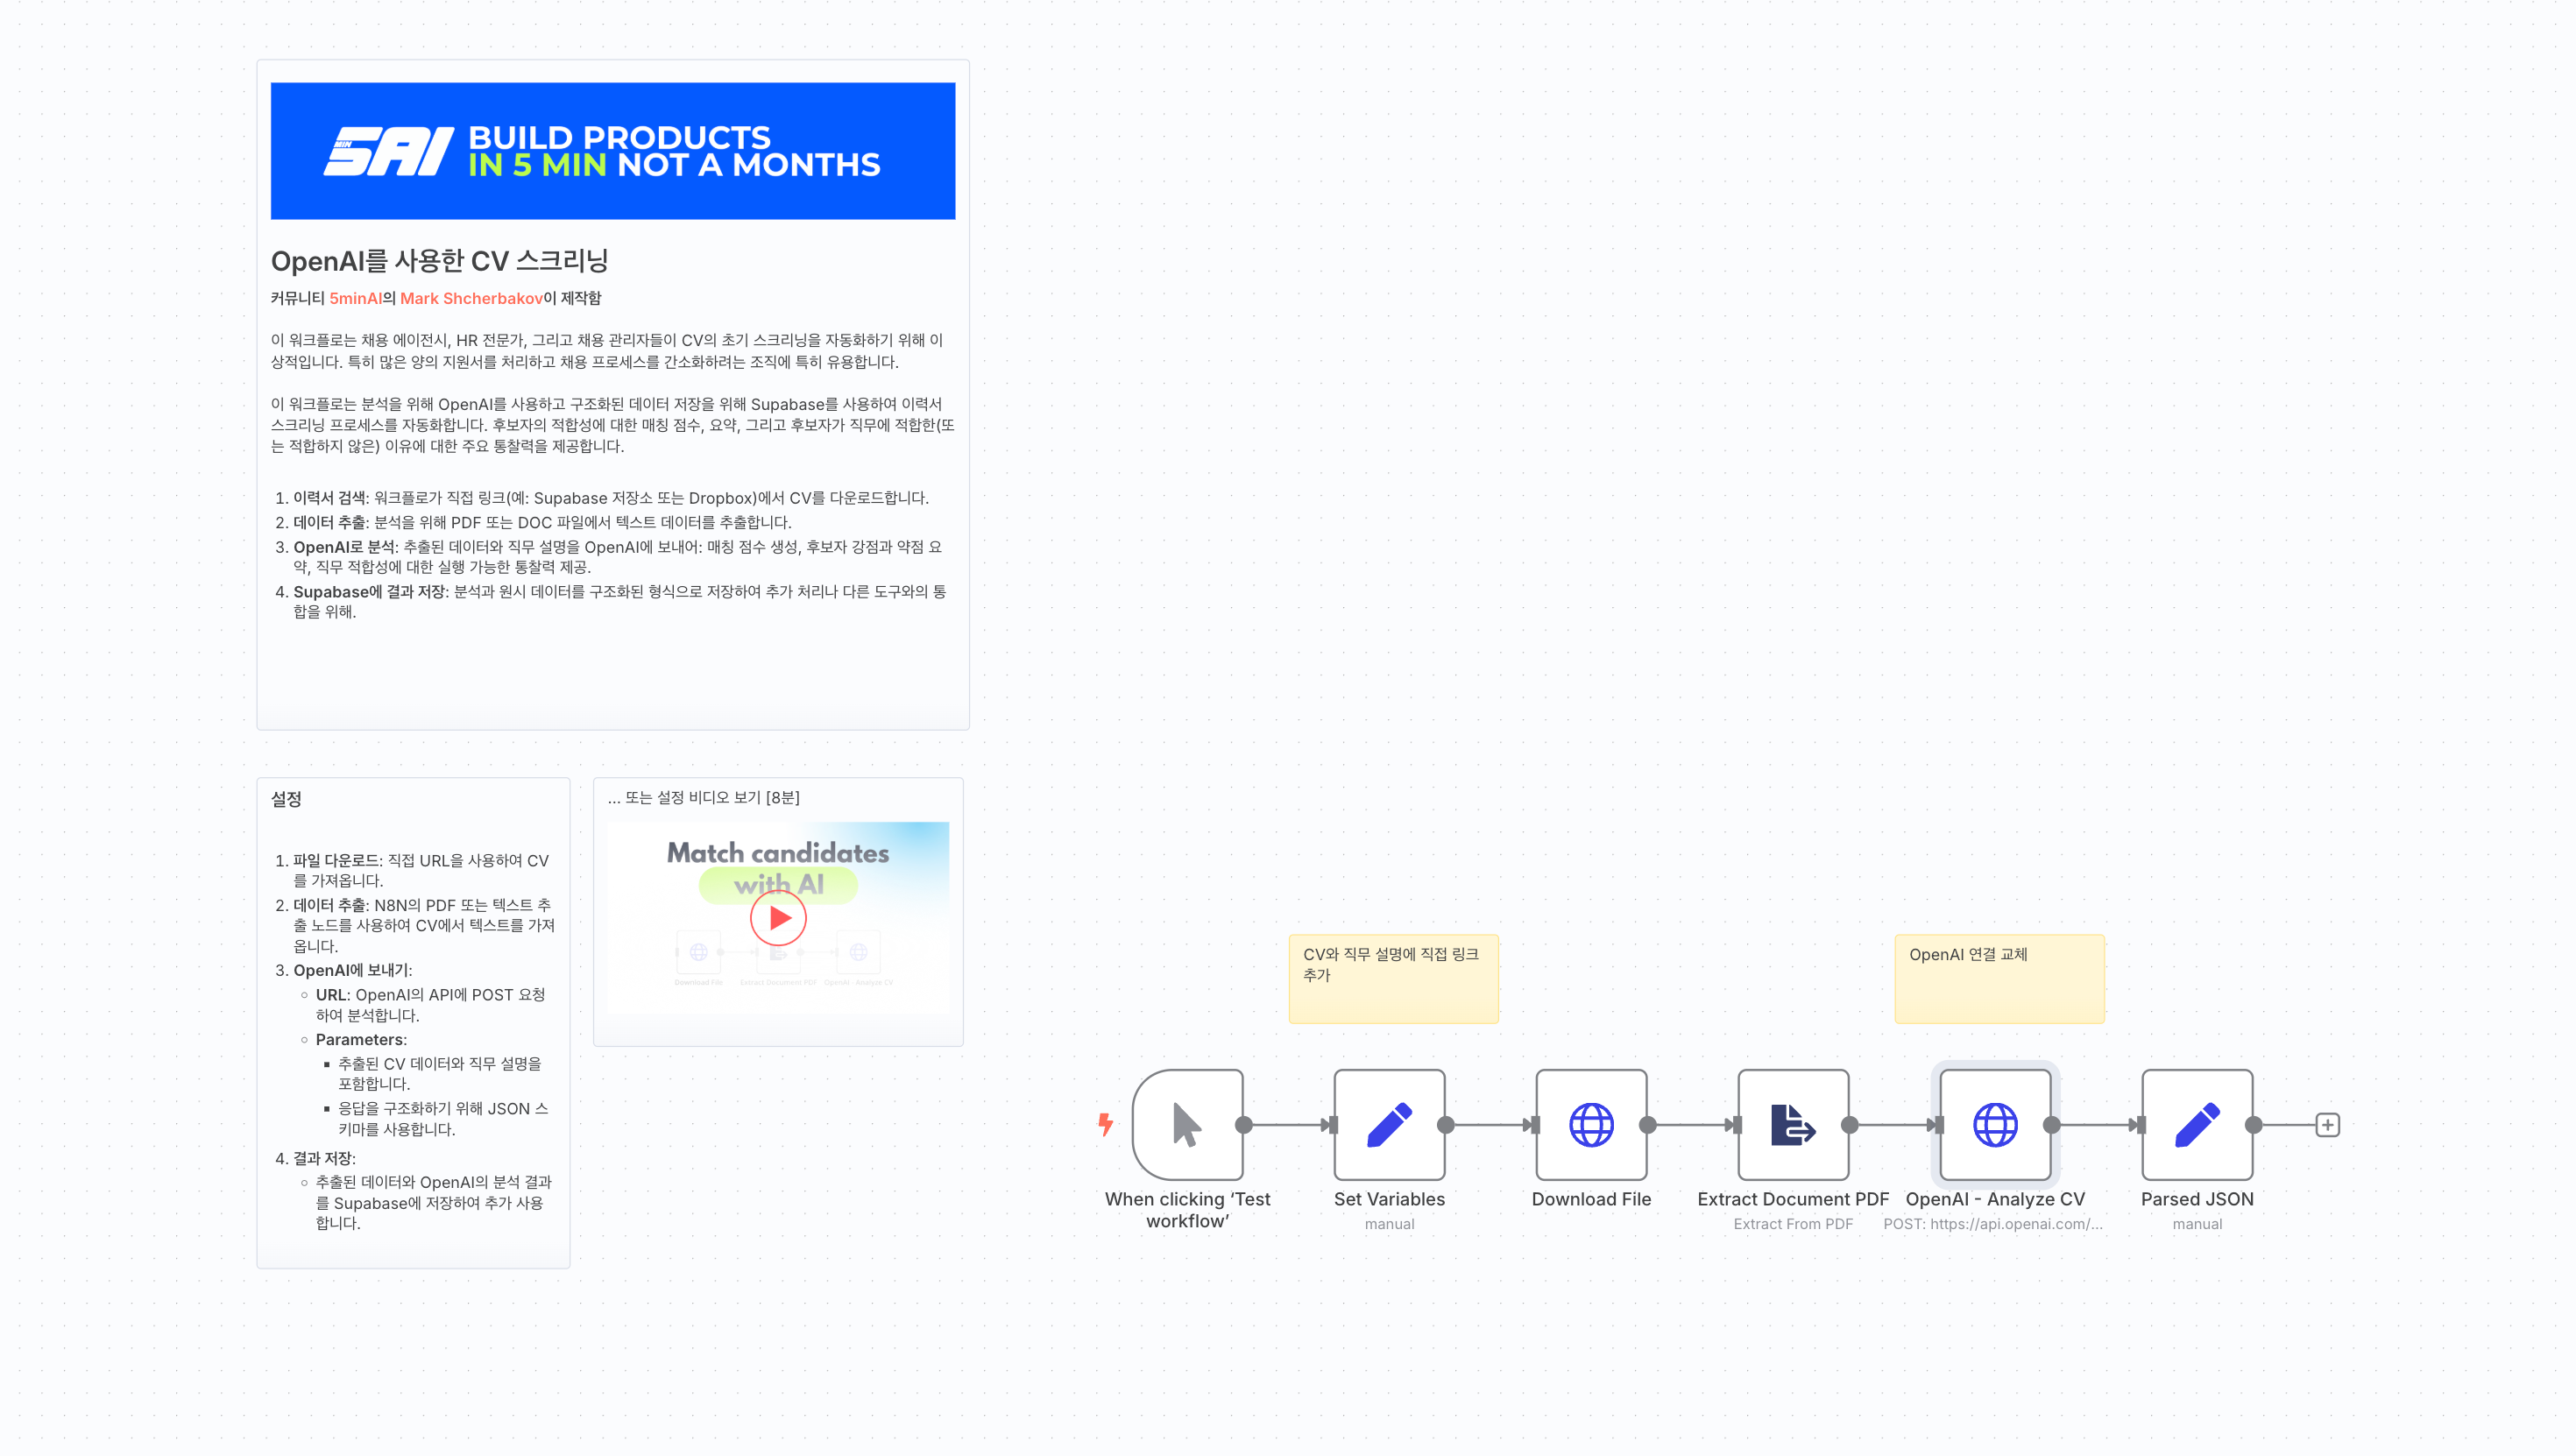 5AI MIN BUILD PRODUCTS
IN 5 MIN NOT A MONTHS
OpenAI를 사용한 CV 스크리닝
커뮤니티 5minAI의 Mark Shcherbakov이 제작함
이 워크플로는 채용 에이전시, HR 전문가, 그리고 채용 관리자들이 CV의 초기 스크리닝을 자동화하기 위해 이
상적입니다. 특히 많은 양의 지원서를 처리하고 채용 프로세스를 간소화하려는 조직에 특히 유용합니다.
이 워크플로는 분석을 위해 OpenAI를 사용하고 구조화된 데이터 저장을 위해 Supabase를 사용하여 이력서
스크리닝 프로세스를 자동화합니다. 후보자의 적합성에 대한 매칭 점수, 요약, 그리고 후보자가 직무에 적합한(또
는 적합하지 않은) 이유에 대한 주요 통찰력을 제공합니다.
1. 이력서 검색: 워크플로가 직접 링크(예: Supabase 저장소 또는 Dropbox)에서 CV를 다운로드합니다.
2. 데이터 추출: 분석을 위해 PDF 또는 DOC 파일에서 텍스트 데이터를 추출합니다.
3. OpenAI로 분석: 추출된 데이터와 직무 설명을 OpenAI에 보내어: 매칭 점수 생성, 후보자 강점과 약점 요
약, 직무 적합성에 대한 실행 가능한 통찰력 제공.
4. Supabase에 결과 저장: 분석과 원시 데이터를 구조화된 형식으로 저장하여 추가 처리나 다른 도구와의 통
합을 위해.
설정
1. 파일 다운로드: 직접 URL을 사용하여 CV
를 가져옵니다.
2. 데이터 추출: N8N의 PDF 또는 텍스트 추
출 노드를 사용하여 CV에서 텍스트를 가져
옵니다.
3. OpenAI에 보내기:
URL: OpenAI의 API에 POST 요청
하여 분석합니다.
Parameters:
추출된 CV 데이터와 직무 설명을
포함합니다.
응답을 구조화하기 위해 JSON 스
키마를 사용합니다.
4. 결과 저장:
추출된 데이터와 OpenAI의 분석 결과
를 Supabase에 저장하여 추가 사용
합니다.
... 또는 설정 비디오 보기 [8분]
Match candidates
with AI
Download File
Extract Document PDF
OpenAI - Analyze CV
CV와 직무 설명에 직접 링크
추가
OpenAI 연결 교체
When clicking ‘Test
workflow’
Set Variables
manual
Download File
Extract Document PDF
Extract From PDF
OpenAI - Analyze CV
POST: https://api.openai.com/...
Parsed JSON
manual